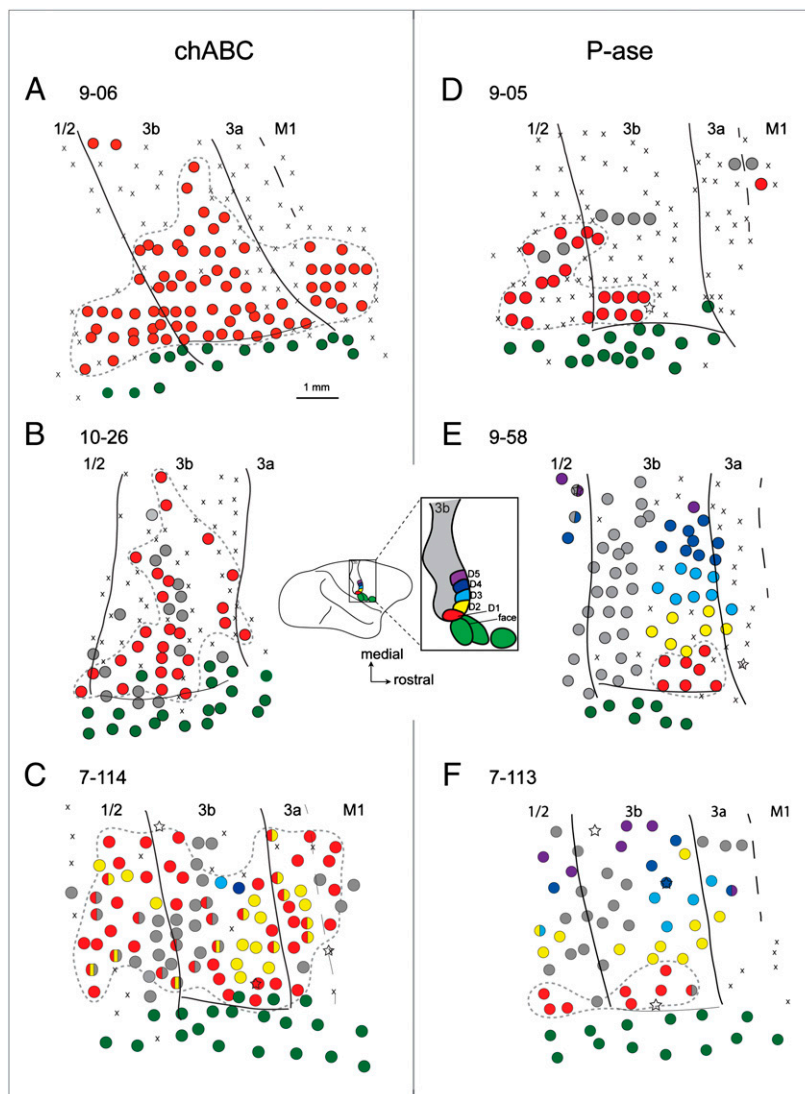 chABC
P-ase
A
9-06
1/2 3b 3a M1
1 mm
D
9-05
1/2 3b 3a M1
B
10-26
1/2 3b 3a
3b
D5
D4
D3
D2 D1
face
medial
rostral
E
9-58
1/2 3b 3a
C
7-114
1/2 3b 3a M1
F
7-113
1/2 3b 3a M1